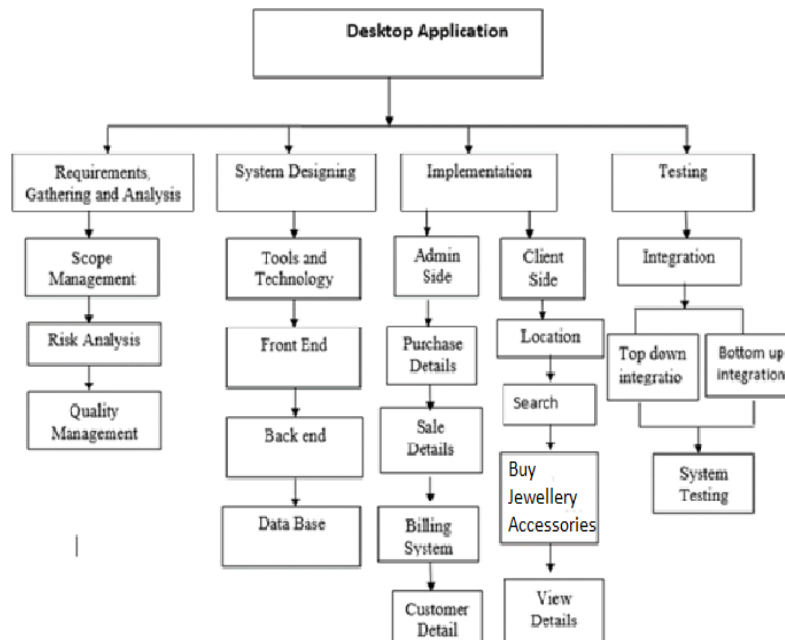 Desktop Application
Requirements,
Gathering and Analysis
System Designing
Implementation
Testing
Scope
Management
Risk Analysis
Quality
Management
Tools and
Technology
Front End
Back end
Data Base
Admin
Side
Purchase
Details
Sale
Details
Billing
System
Customer
Detail
Client
Side
Location
Search
Buy
Jewellery
Accessories
View
Details
Integration
Top down
integratio
Bottom up
integration
System
Testing